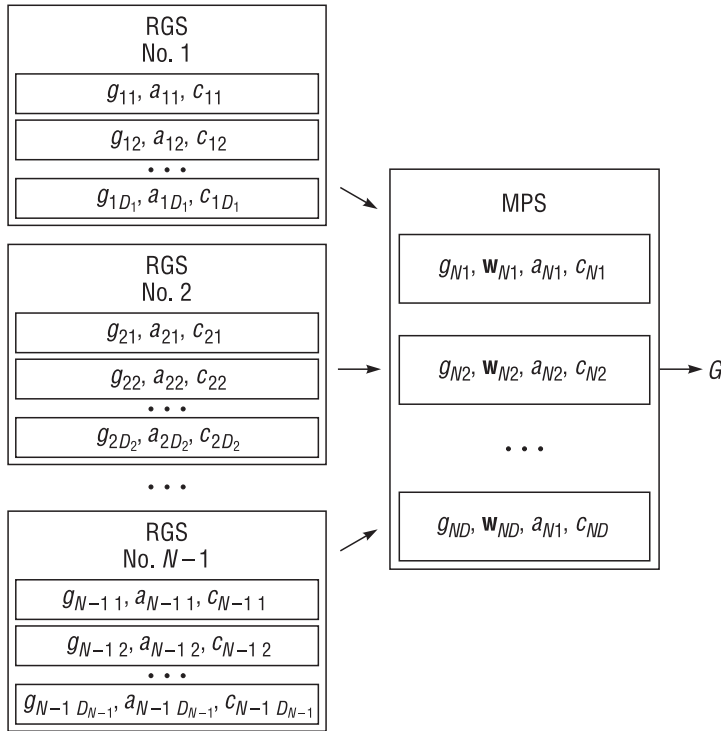 RGS
No. 1
g₁₁, a₁₁, c₁₁
g₁₂, a₁₂, c₁₂
• • •
g₁D₁, a₁D₁, c₁D₁
RGS
No. 2
g₂₁, a₂₁, c₂₁
g₂₂, a₂₂, c₂₂
• • •
g₂D₂, a₂D₂, c₂D₂
• • •
RGS
No. N–1
gN–1 1, aN–1 1, cN–1 1
gN–1 2, aN–1 2, cN–1 2
• • •
gN–1 DN–1, aN–1 DN–1, cN–1 DN–1
MPS
gN1, wN1, aN1, cN1
gN2, wN2, aN2, cN2
• • •
gND, wND, aN1, cND
G